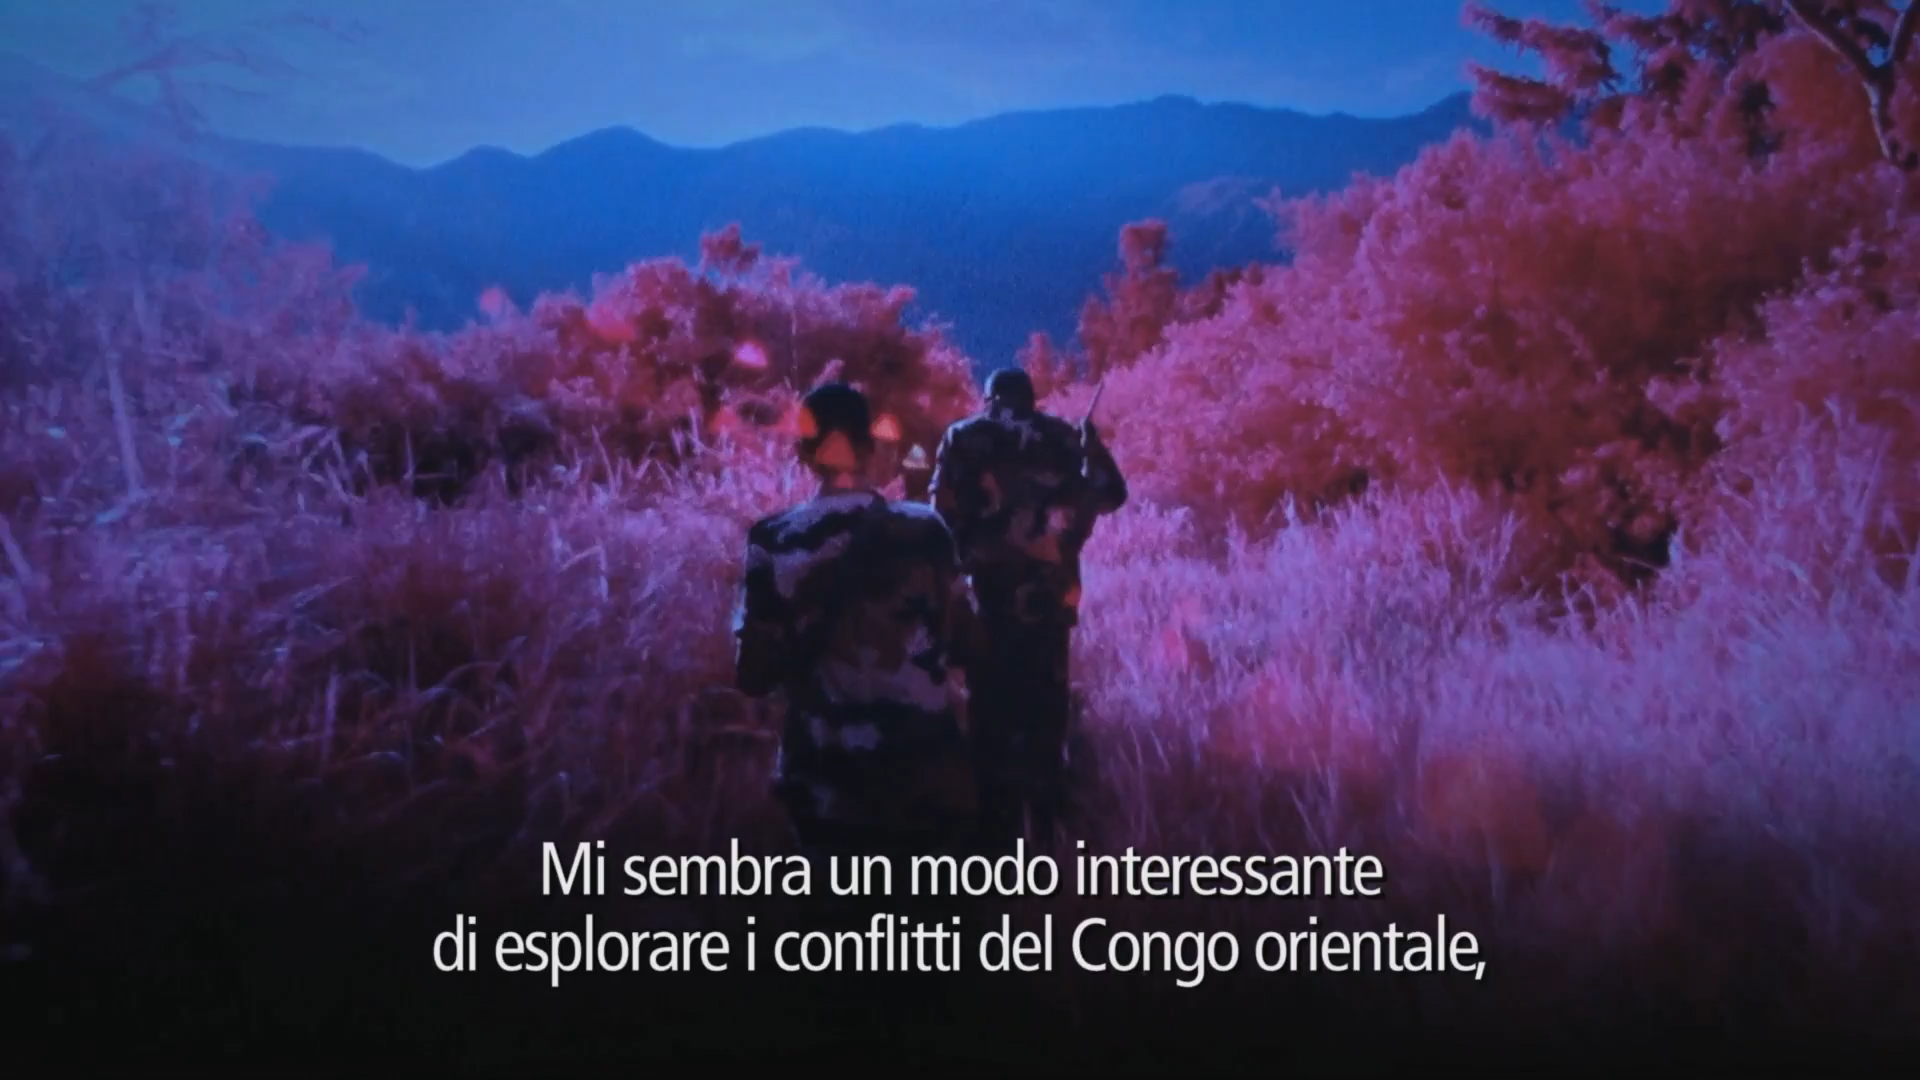 Mi sembra un modo interessante
di esplorare i conflitti del Congo orientale,